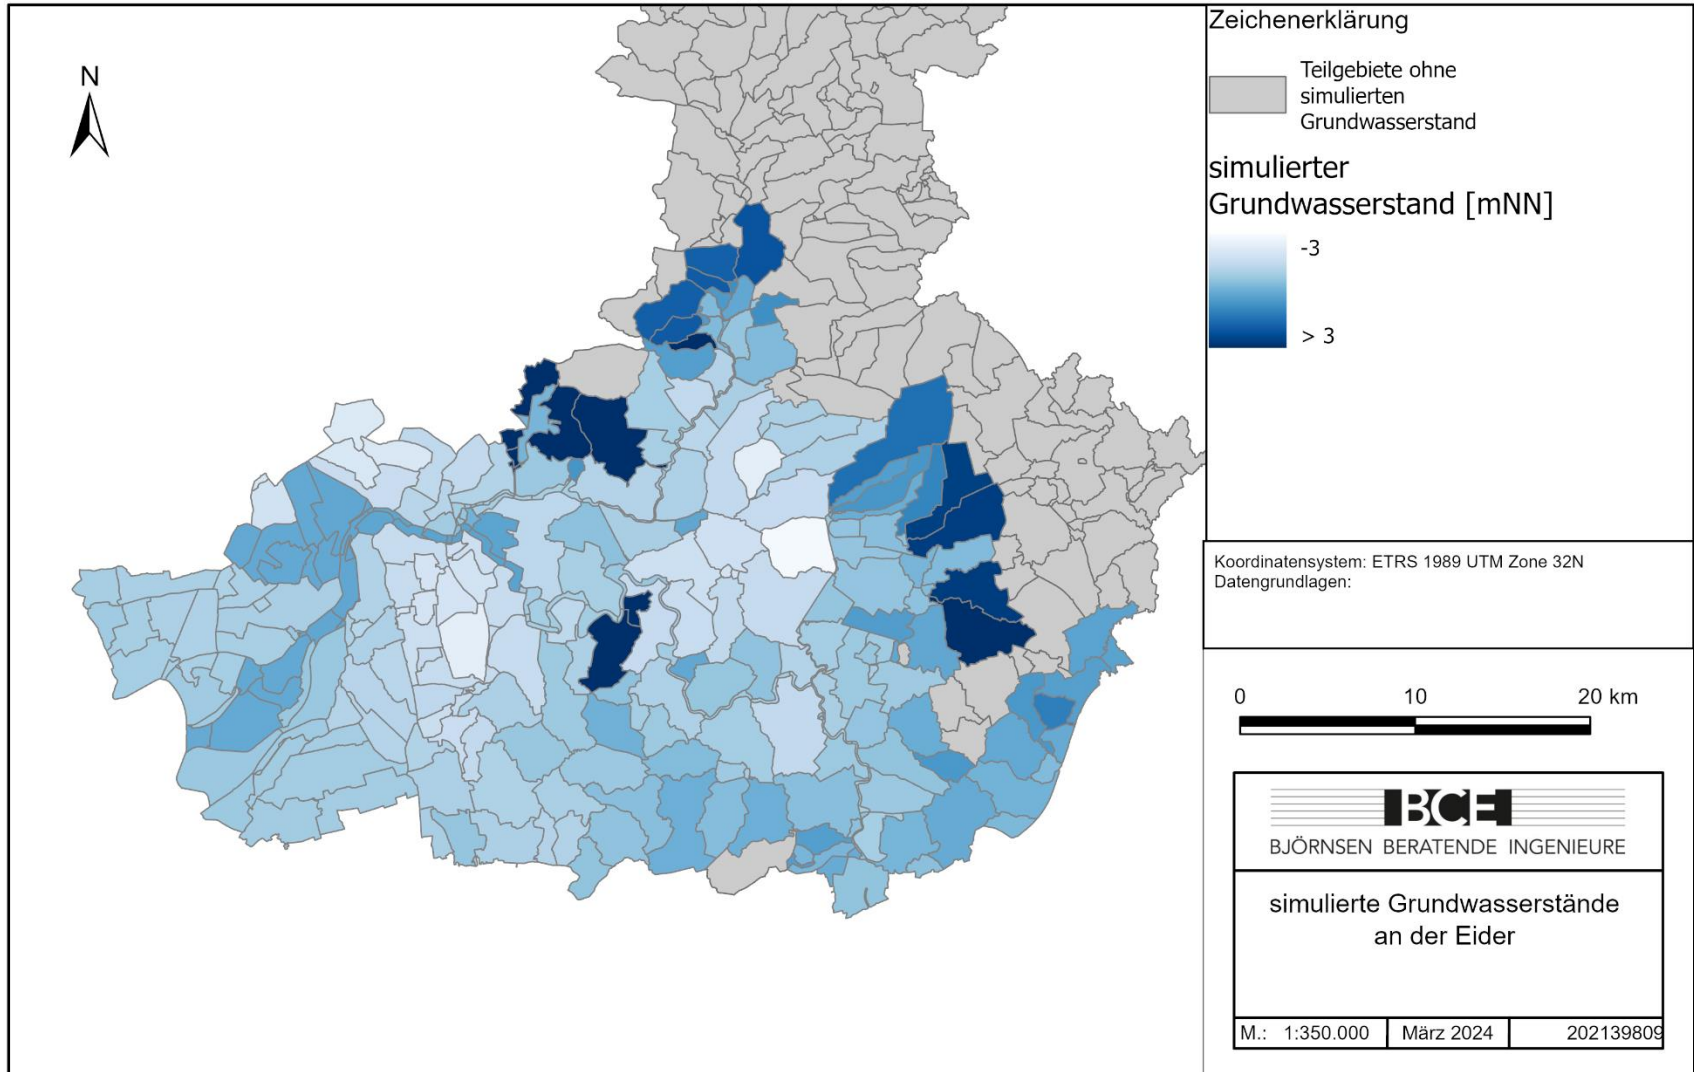 N
Zeichenerklärung
Teilgebiete ohne
simulierten
Grundwasserstand
simulierter
Grundwasserstand [mNN]
-3
> 3
Koordinatensystem: ETRS 1989 UTM Zone 32N
Datengrundlagen:
0 10 20 km
BCE
BJÖRNSEN BERATENDE INGENIEURE
simulierte Grundwasserstände
an der Eider
M.: 1:350.000 März 2024 202139809